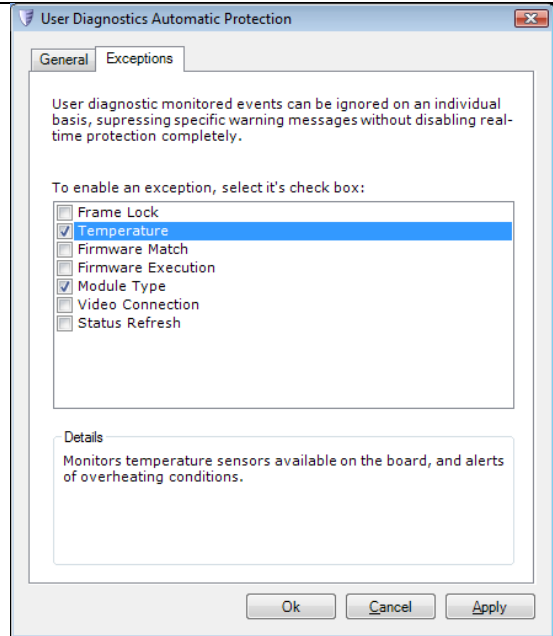 User Diagnostics Automatic Protection
General
Exceptions
User diagnostic monitored events can be ignored on an individual
basis, supressing specific warning messages without disabling real-
time protection completely.
To enable an exception, select it's check box:
Frame Lock
Temperature
Firmware Match
Firmware Execution
Module Type
Video Connection
Status Refresh
Details
Monitors temperature sensors available on the board, and alerts
of overheating conditions.
Ok
Cancel
Apply